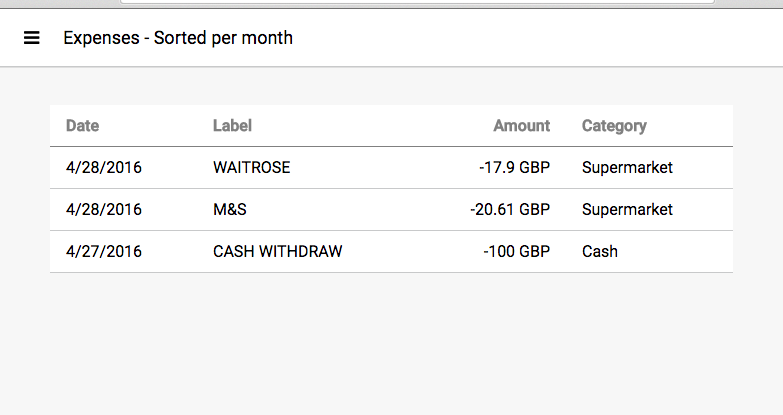 Expenses - Sorted per month
Date Label Amount Category
4/28/2016 WAITROSE -17.9 GBP Supermarket
4/28/2016 M&S -20.61 GBP Supermarket
4/27/2016 CASH WITHDRAW -100 GBP Cash